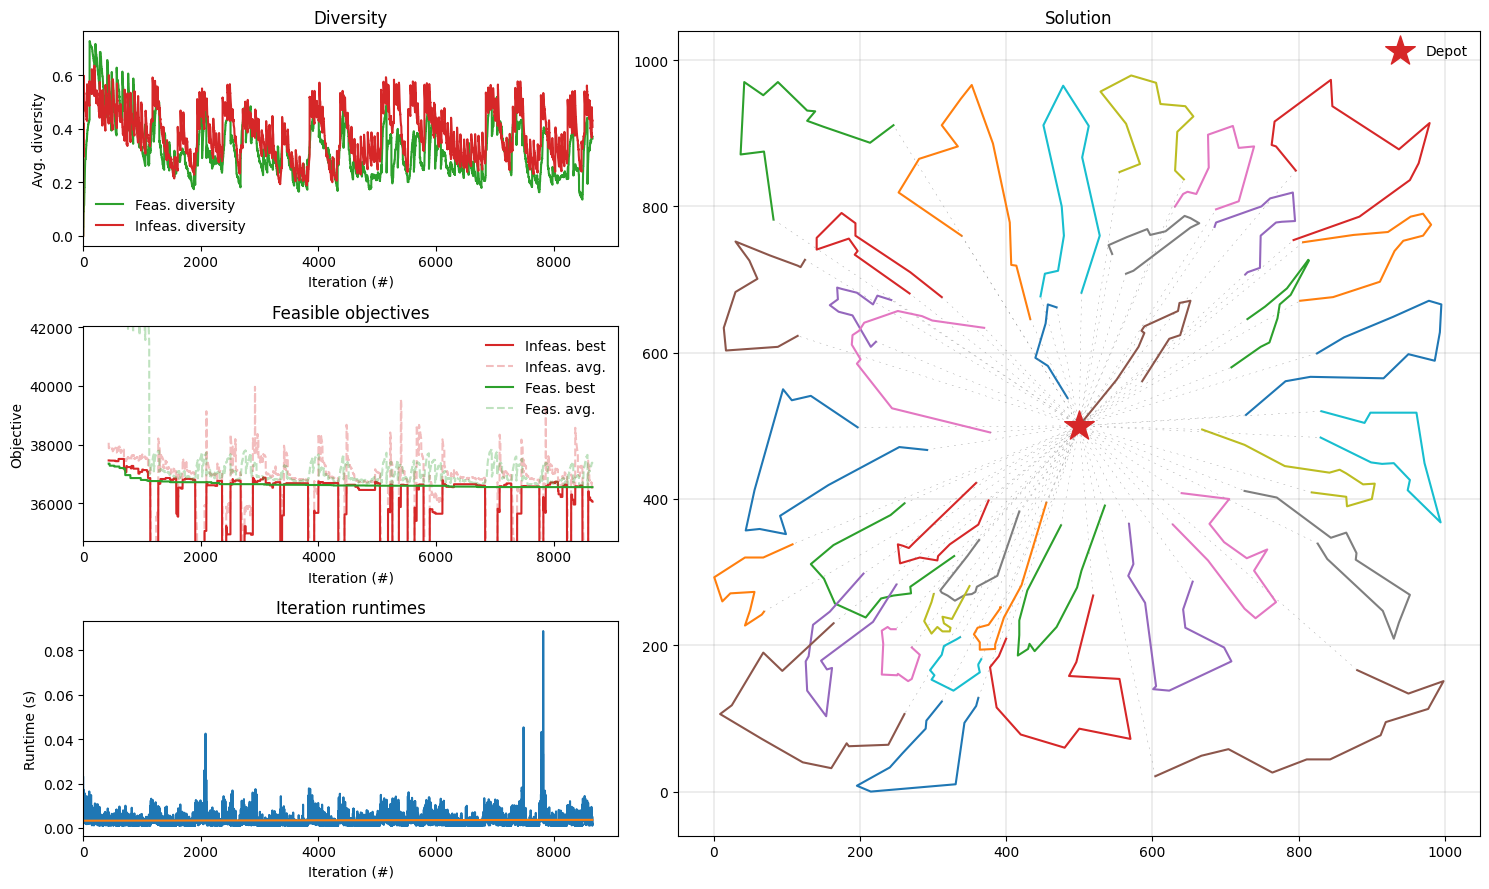 Diversity
Avg. diversity
0.6
0.4
0.2
0.0
Feas. diversity
Infeas. diversity
0 2000 4000 6000 8000
Iteration (#)
Feasible objectives
Objective
42000
40000
38000
36000
Infeas. best
Infeas. avg.
Feas. best
Feas. avg.
0 2000 4000 6000 8000
Iteration (#)
Iteration runtimes
Runtime (s)
0.08
0.06
0.04
0.02
0.00
0 2000 4000 6000 8000
Iteration (#)
Solution
Depot
1000
800
600
400
200
0
0 200 400 600 800 1000